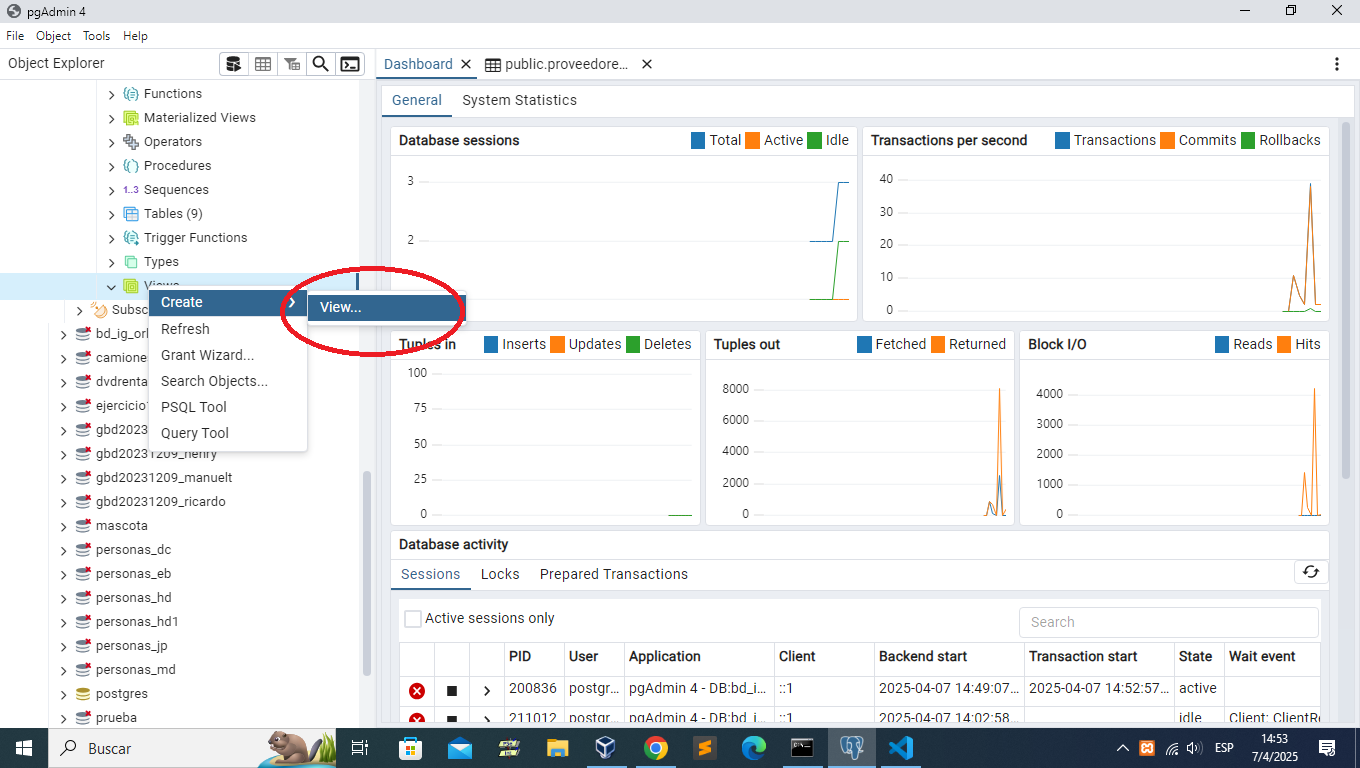 pgAdmin 4
File Object Tools Help
Object Explorer
Dashboard public.proveedore...
General System Statistics
Functions
Materialized Views
Operators
Procedures
1..3 Sequences
Tables (9)
Trigger Functions
Types
Views
Subsc
bd_ig_orl
camione
dvdrenta
ejercicio
gbd2023
gbd20231209_henry
gbd20231209_manuelt
gbd20231209_ricardo
mascota
personas_dc
personas_eb
personas_hd
personas_hd1
personas_jp
personas_md
postgres
prueba
Create
View...
Refresh
Grant Wizard...
Search Objects...
PSQL Tool
Query Tool
Database sessions Total Active Idle
3
2
Transactions per second Transactions Commits Rollbacks
40
30
20
10
0
Tuples in Inserts Updates Deletes
100
75
50
25
0
Tuples out Fetched Returned
8000
6000
4000
2000
0
Block I/O Reads Hits
4000
3000
2000
1000
0
Database activity
Sessions Locks Prepared Transactions
Active sessions only Search
PID User Application Client Backend start Transaction start State Wait event
200836 postgr... pgAdmin 4 - DB:bd_i... ::1 2025-04-07 14:49:07... 2025-04-07 14:52:57... active
211012 postgr... pgAdmin 4 - DB:bd_i... ::1 2025-04-07 14:02:58... idle Client: ClientRe
Buscar
ESP
14:53
7/4/2025